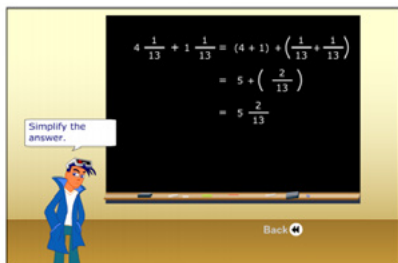 4 1/13 + 1 1/13 = (4 + 1) + (1/13 + 1/13)
= 5 + ( 2/13 )
= 5 2/13
Simplify the
answer.
Back